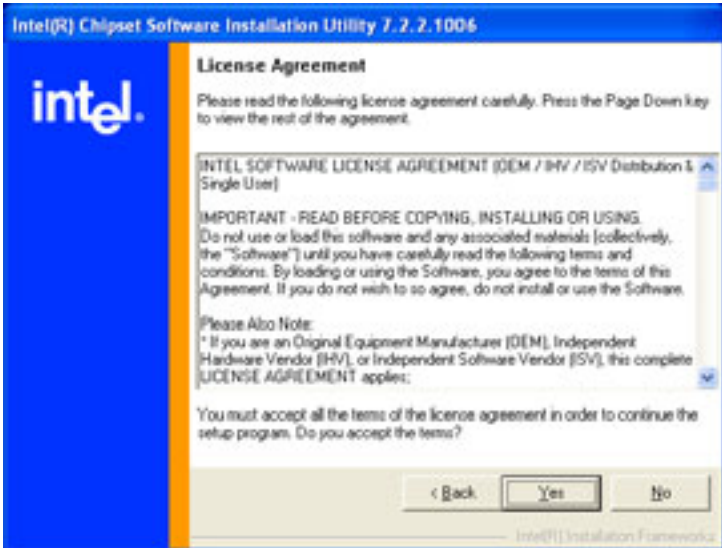 Intel(R) Chipset Software Installation Utility 7.2.2.1006
intel.
License Agreement
Please read the following license agreement carefully. Press the Page Down key
to view the rest of the agreement.
INTEL SOFTWARE LICENSE AGREEMENT (OEM / IHV / ISV Distribution &
Single User)
IMPORTANT - READ BEFORE COPYING, INSTALLING OR USING.
Do not use or load this software and any associated materials (collectively,
the "Software") until you have carefully read the following terms and
conditions. By loading or using the Software, you agree to the terms of this
Agreement. If you do not wish to so agree, do not install or use the Software.
Please Also Note:
* If you are an Original Equipment Manufacturer (OEM), Independent
Hardware Vendor (IHV), or Independent Software Vendor (ISV), this complete
LICENSE AGREEMENT applies;
You must accept all the terms of the license agreement in order to continue the
setup program. Do you accept the terms?
< Back Yes No
Intel(R) Installation Frameworks